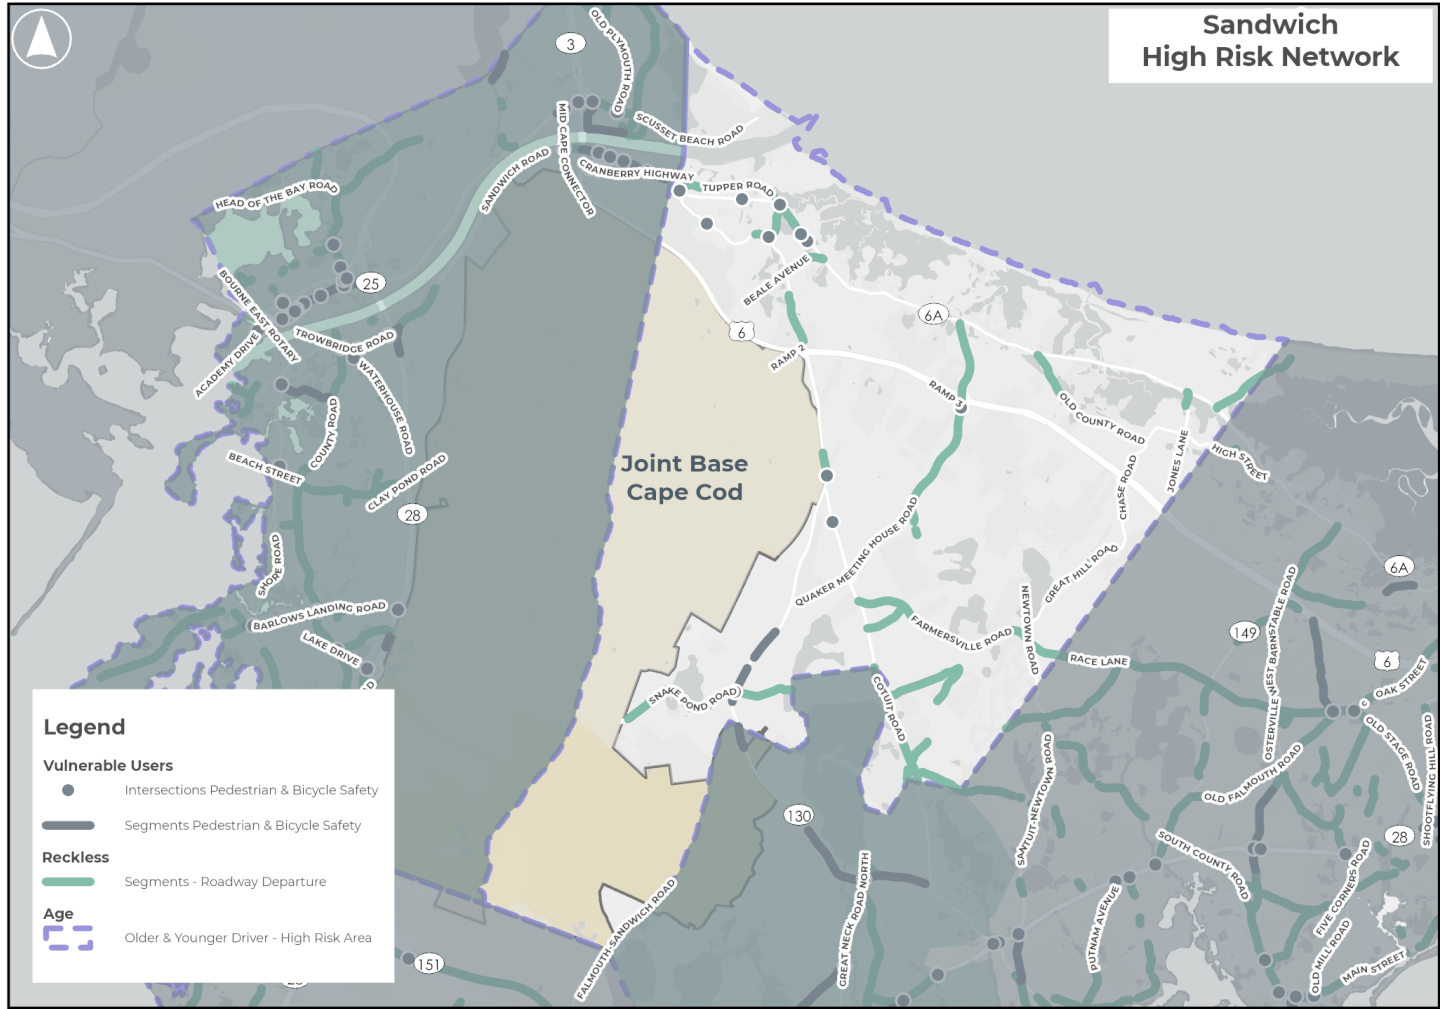 Sandwich
High Risk Network
3
OLD PLYMOUTH ROAD
MID CAPE CONNECTOR
SCUSSET BEACH ROAD
SANDWICH ROAD
CRANBERRY HIGHWAY
TUPPER ROAD
HEAD OF THE BAY ROAD
25
BEALE AVENUE
BOURNE EAST ROTARY
6
6A
TROWBRIDGE ROAD
ACADEMY DRIVE
RAMP 2
WATERHOUSE ROAD
RAMP 3
OLD COUNTY ROAD
COUNTY ROAD
JONES LANE
HIGH STREET
BEACH STREET
Joint Base
Cape Cod
CLAY POND ROAD
CHASE ROAD
28
SHORE ROAD
QUAKER MEETING HOUSE ROAD
GREAT HILL ROAD
6A
BARLOWS LANDING ROAD
NEWTOWN ROAD
FARMERSVILLE ROAD
149
OSTERVILLE WEST BARNSTABLE ROAD
LAKE DRIVE
RACE LANE
6
OAK STREET
D
SNAKE POND ROAD
COTUIT ROAD
OLD STAGE ROAD
SHOOTFLYING HILL ROAD
SANTUIT-NEWTOWN ROAD
OLD FALMOUTH ROAD
130
28
SOUTH COUNTY ROAD
GREAT NECK ROAD NORTH
FIVE CORNERS ROAD
PUTNAM AVENUE
FALMOUTH-SANDWICH ROAD
OLD MILL ROAD
MAIN STREET
151
Legend
Vulnerable Users
Intersections Pedestrian & Bicycle Safety
Segments Pedestrian & Bicycle Safety
Reckless
Segments - Roadway Departure
Age
Older & Younger Driver - High Risk Area